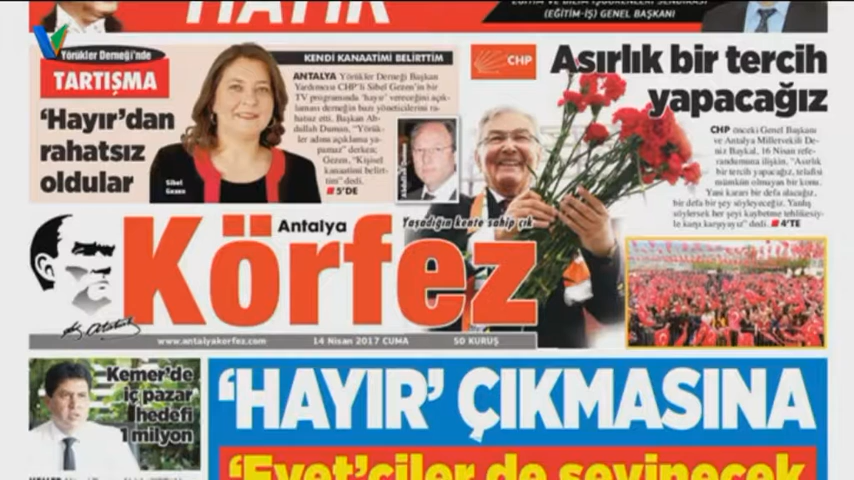 HAYIR
EĞİTİM VE BİLİM İŞGÖRENLERİ SENDİKASI
(EĞİTİM-İŞ) GENEL BAŞKANI
Yörükler Derneği'nde
TARTIŞMA
'Hayır'dan
rahatsız
oldular
Sibel
Gezen
KENDİ KANAATİMİ BELİRTTİM
ANTALYA Yörükler Derneği Başkan
Yardımcısı CHP'li Sibel Gezen'in bir
TV programında 'hayır' vereceğini açık-
laması derneğin bazı yöneticilerini ra-
hatsız etti. Başkan Ab-
dullah Duman, "Yörük-
ler adına açıklama ya-
pamaz" derken;
Gezen, "Kişisel
kanaatimi belirt-
tim" dedi.
5'DE
Abdullah Duman
CHP
Asırlık bir tercih
yapacağız
CHP önceki Genel Başkanı
ve Antalya Milletvekili De-
niz Baykal, 16 Nisan refe-
randumuna ilişkin, "Asırlık
bir tercih yapacağız, telafisi
mümkün olmayan bir konu.
Yani kararı bir defa alacağız,
bir defa bir şey söyleyeceğiz. Yanlış
söylersek her şeyi kaybetme tehlikesiy-
le karşı karşıyayız" dedi. 4'TE
Antalya
Yaşadığın kente sahip çık
Körfez
K. Atatürk
www.antalyakorfez.com 14 Nisan 2017 CUMA 50 KURUŞ
Kemer'de
iç pazar
hedefi
1 milyon
'HAYIR' ÇIKMASINA
'Evet'ciler de sevinecek